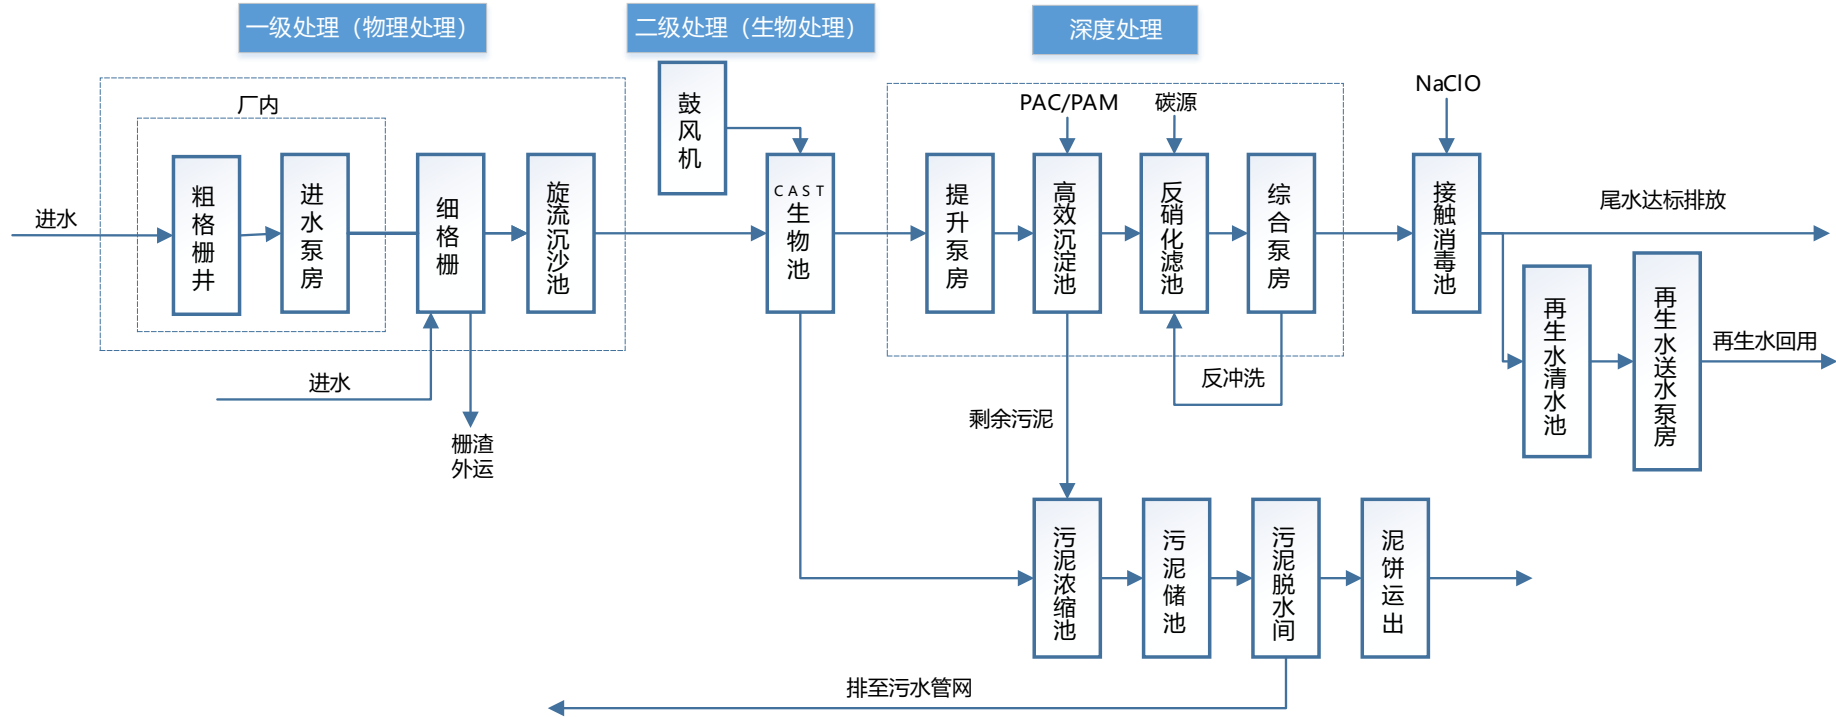 一级处理（物理处理）
二级处理（生物处理）
深度处理
厂内
进水
粗格栅井
进水泵房
细格栅
旋流沉沙池
进水
栅渣
外运
鼓风机
CAST
生物池
PAC/PAM
碳源
提升泵房
高效沉淀池
反硝化滤池
综合泵房
反冲洗
剩余污泥
NaClO
接触消毒池
尾水达标排放
再生水清水池
再生水送水泵房
再生水回用
污泥浓缩池
污泥储池
污泥脱水间
泥饼运出
排至污水管网